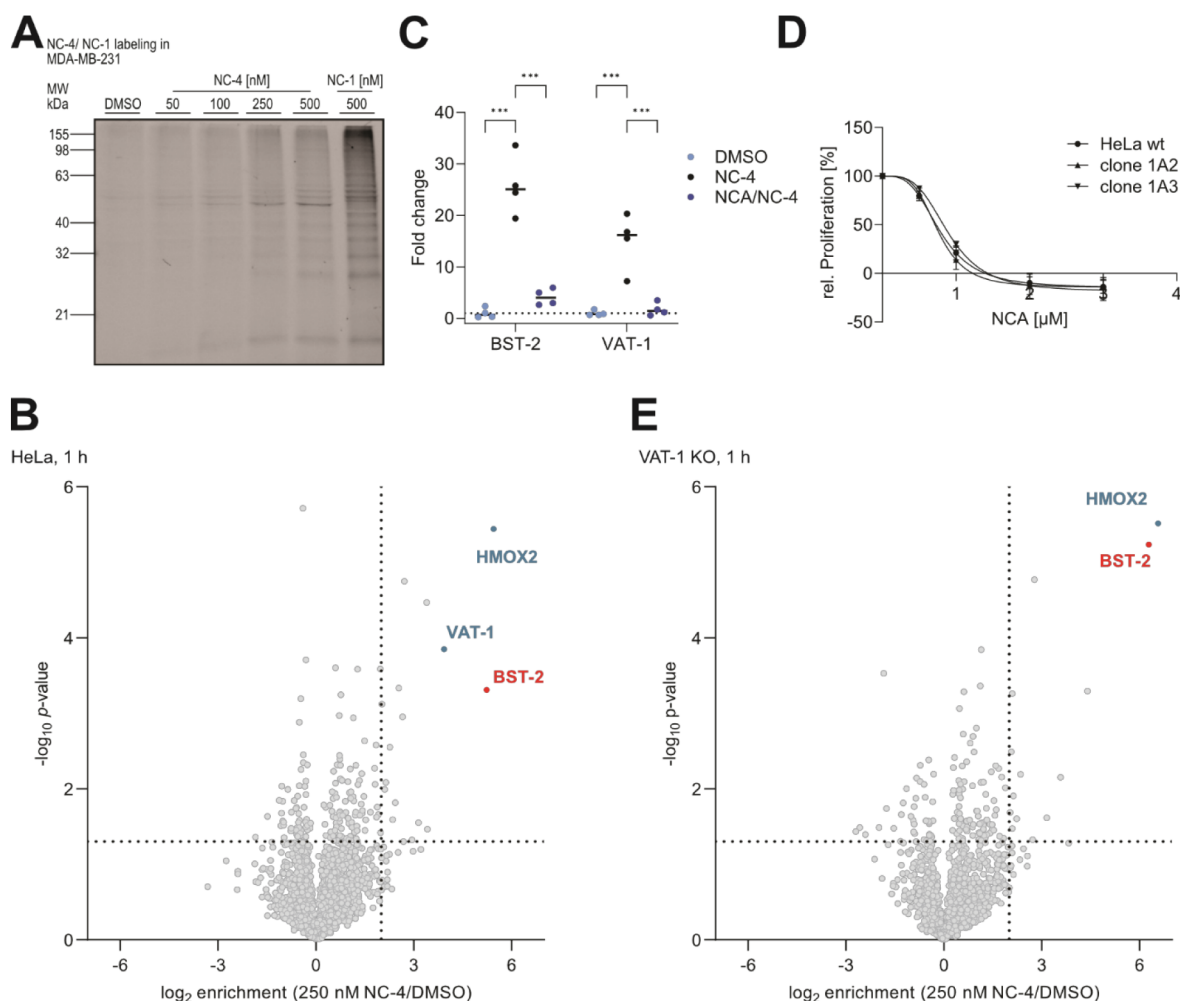 A
NC-4/ NC-1 labeling in
MDA-MB-231
MW
kDa
NC-4 [nM]
NC-1 [nM]
DMSO
50
100
250
500
500
155
98
63
40
32
21
C
***
***
***
***
Fold change
40
30
20
10
0
BST-2
VAT-1
DMSO
NC-4
NCA/NC-4
D
rel. Proliferation [%]
150
100
50
0
-50
1
2
3
4
NCA [µM]
HeLa wt
clone 1A2
clone 1A3
B
HeLa, 1 h
-log10 p-value
6
4
2
0
HMOX2
VAT-1
BST-2
-6
-3
0
3
6
log2 enrichment (250 nM NC-4/DMSO)
E
VAT-1 KO, 1 h
-log10 p-value
6
4
2
0
HMOX2
BST-2
-6
-3
0
3
6
log2 enrichment (250 nM NC-4/DMSO)